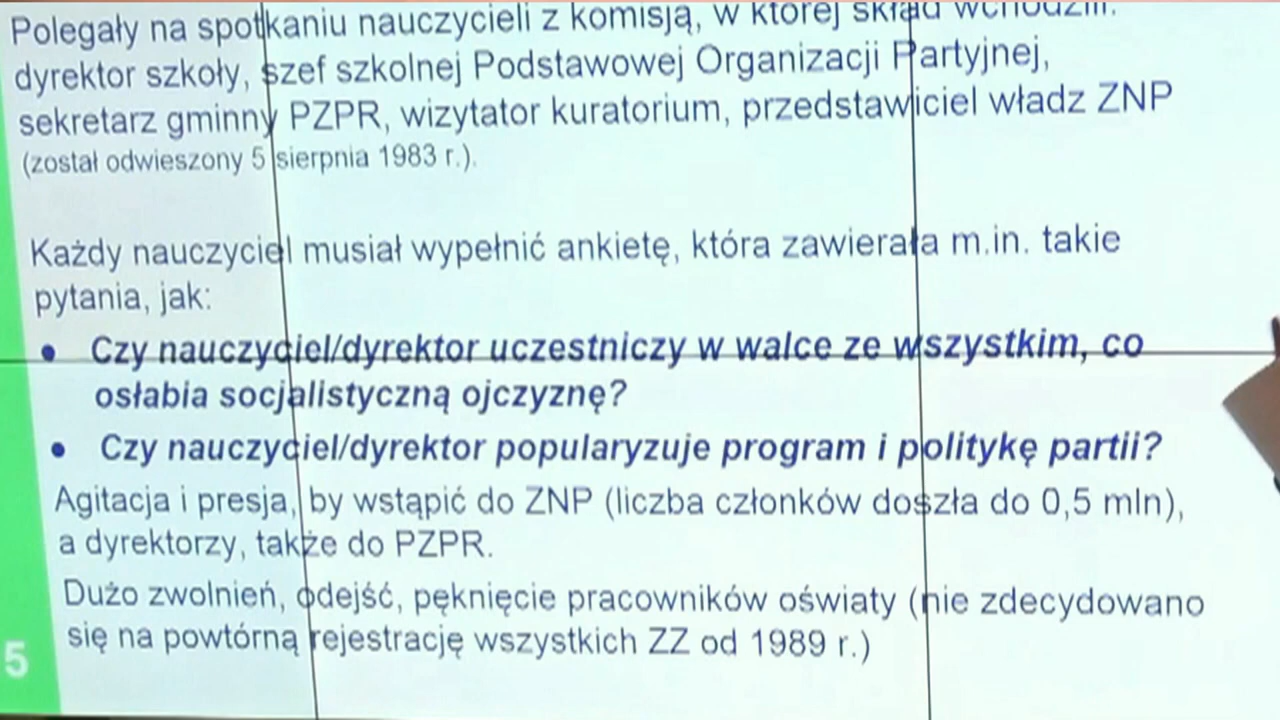 Polegały na spotkaniu nauczycieli z komisją, w której skład wchodzili:
dyrektor szkoły, szef szkolnej Podstawowej Organizacji Partyjnej,
sekretarz gminny PZPR, wizytator kuratorium, przedstawiciel władz ZNP
(został odwieszony 5 sierpnia 1983 r.).
Każdy nauczyciel musiał wypełnić ankietę, która zawierała m.in. takie
pytania, jak:
• Czy nauczyciel/dyrektor uczestniczy w walce ze wszystkim, co
osłabia socjalistyczną ojczyznę?
• Czy nauczyciel/dyrektor popularyzuje program i politykę partii?
Agitacja i presja, by wstąpić do ZNP (liczba członków doszła do 0,5 mln),
a dyrektorzy, także do PZPR.
Dużo zwolnień, odejść, pęknięcie pracowników oświaty (nie zdecydowano
się na powtórną rejestrację wszystkich ZZ od 1989 r.)
5